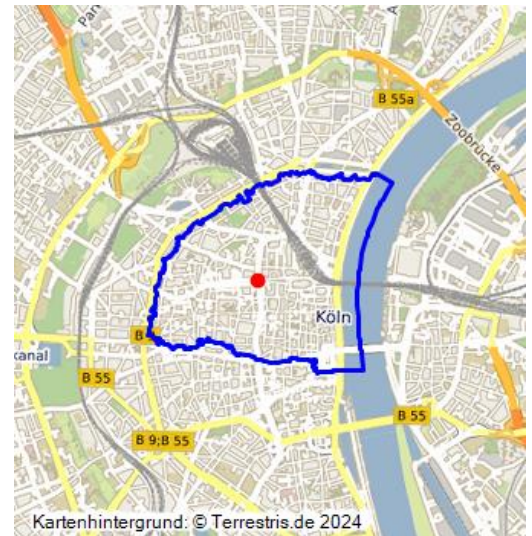 B 55a
Zoobrücke
Köln
B
kanal
B 55
B 55
B 9;B 55
Kartenhintergrund: © Terrestris.de 2024